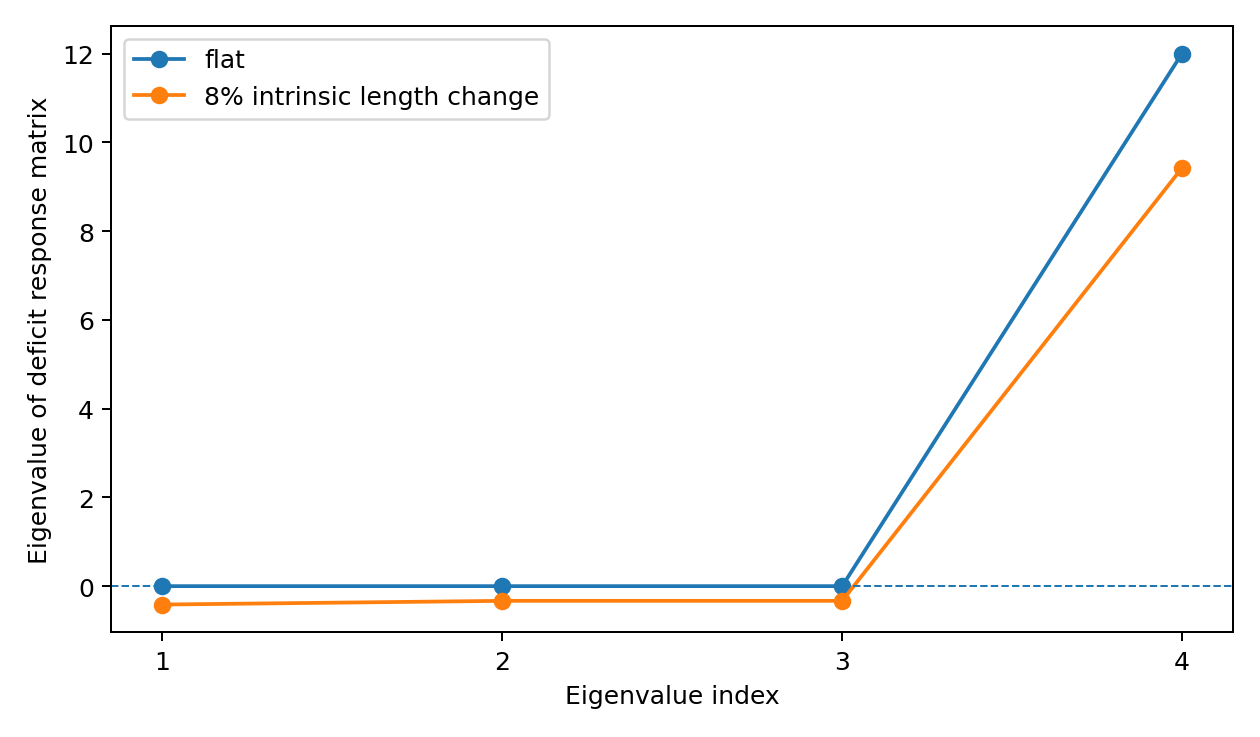 flat
8% intrinsic length change
Eigenvalue of deficit response matrix
12
10
8
6
4
2
0
1
2
3
4
Eigenvalue index